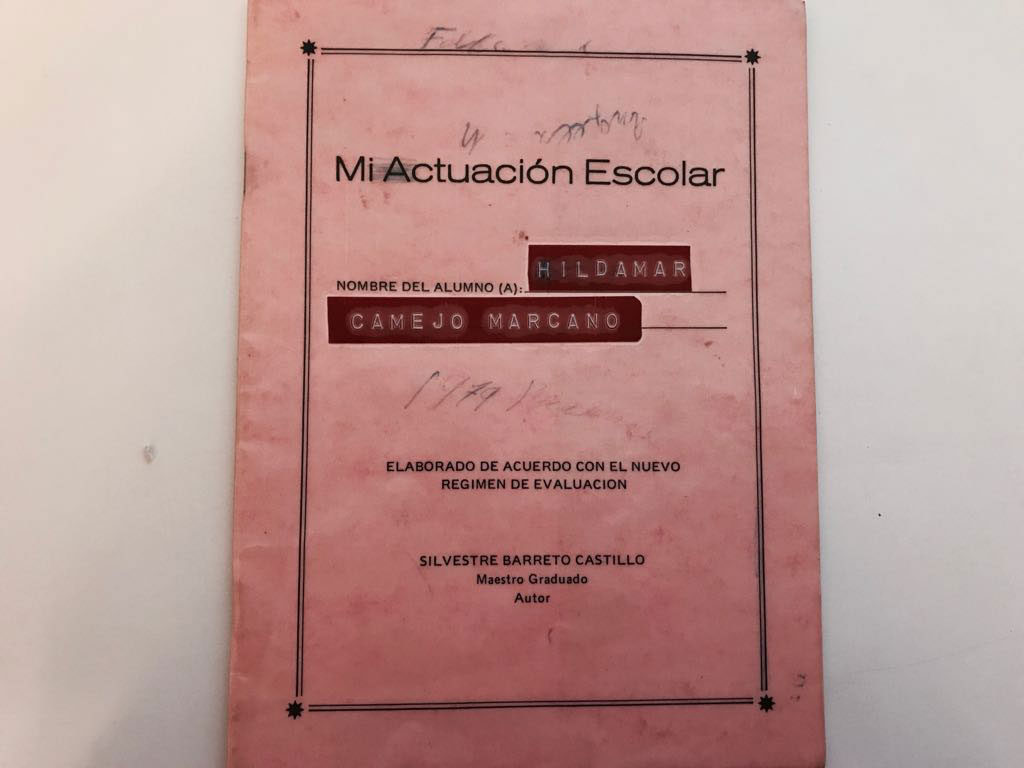 Mi Actuación Escolar
NOMBRE DEL ALUMNO (A): HILDAMAR
CAMEJO MARCANO
1979
ELABORADO DE ACUERDO CON EL NUEVO
REGIMEN DE EVALUACION
SILVESTRE BARRETO CASTILLO
Maestro Graduado
Autor